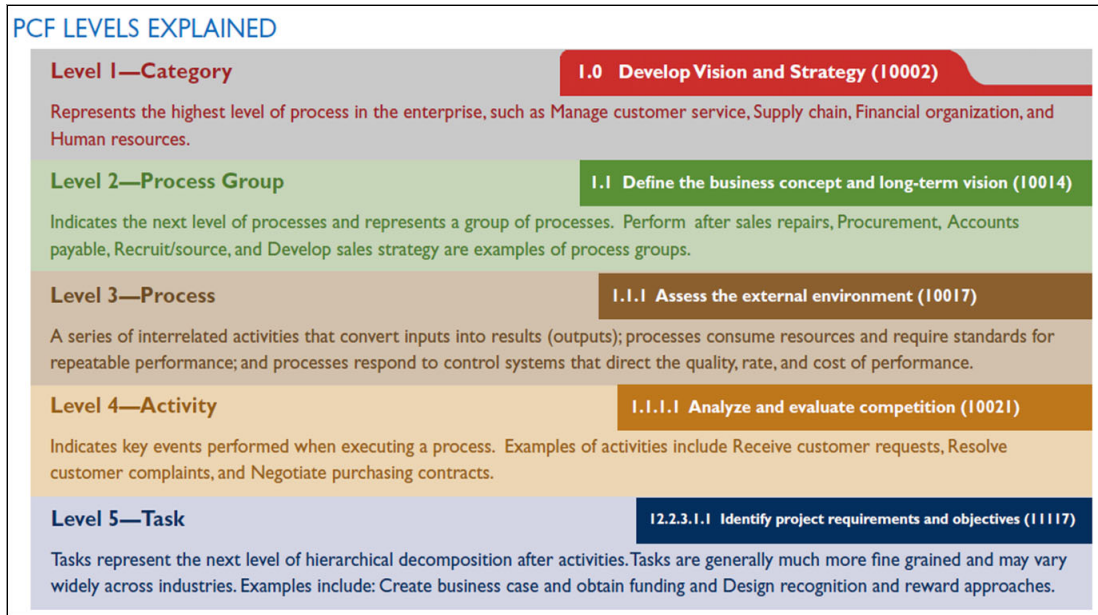 PCF LEVELS EXPLAINED
Level 1—Category
1.0 Develop Vision and Strategy (10002)
Represents the highest level of process in the enterprise, such as Manage customer service, Supply chain, Financial organization, and
Human resources.
Level 2—Process Group
1.1 Define the business concept and long-term vision (10014)
Indicates the next level of processes and represents a group of processes. Perform after sales repairs, Procurement, Accounts
payable, Recruit/source, and Develop sales strategy are examples of process groups.
Level 3—Process
1.1.1 Assess the external environment (10017)
A series of interrelated activities that convert inputs into results (outputs); processes consume resources and require standards for
repeatable performance; and processes respond to control systems that direct the quality, rate, and cost of performance.
Level 4—Activity
1.1.1.1 Analyze and evaluate competition (10021)
Indicates key events performed when executing a process. Examples of activities include Receive customer requests, Resolve
customer complaints, and Negotiate purchasing contracts.
Level 5—Task
12.2.3.1.1 Identify project requirements and objectives (11117)
Tasks represent the next level of hierarchical decomposition after activities. Tasks are generally much more fine grained and may vary
widely across industries. Examples include: Create business case and obtain funding and Design recognition and reward approaches.